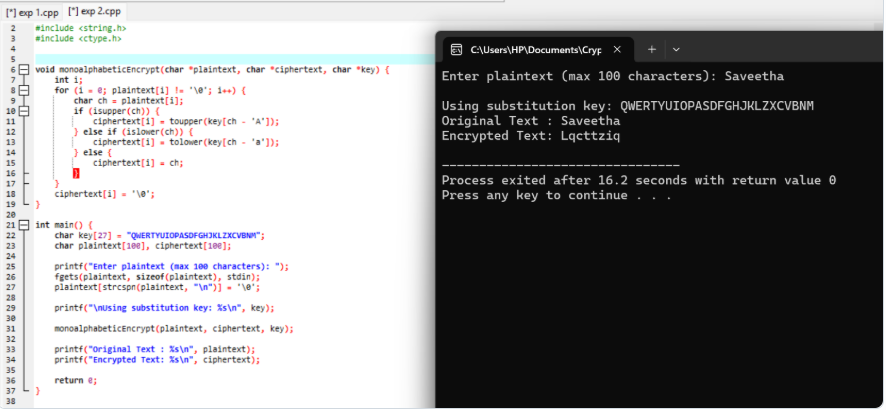 [*] exp 1.cpp [*] exp 2.cpp
2 #include <string.h>
3 #include <ctype.h>
4
5
6 void monoalphabeticEncrypt(char *plaintext, char *ciphertext, char *key) {
7 int i;
8 for (i = 0; plaintext[i] != '\0'; i++) {
9 char ch = plaintext[i];
10 if (isupper(ch)) {
11 ciphertext[i] = toupper(key[ch - 'A']);
12 } else if (islower(ch)) {
13 ciphertext[i] = tolower(key[ch - 'a']);
14 } else {
15 ciphertext[i] = ch;
16 }
17 }
18 ciphertext[i] = '\0';
19 }
20
21 int main() {
22 char key[27] = "QWERTYUIOPASDFGHJKLZXCVBNM";
23 char plaintext[100], ciphertext[100];
24
25 printf("Enter plaintext (max 100 characters): ");
26 fgets(plaintext, sizeof(plaintext), stdin);
27 plaintext[strcspn(plaintext, "\n")] = '\0';
28
29 printf("\nUsing substitution key: %s\n", key);
30
31 monoalphabeticEncrypt(plaintext, ciphertext, key);
32
33 printf("Original Text : %s\n", plaintext);
34 printf("Encrypted Text: %s\n", ciphertext);
35
36 return 0;
37 }
38
C:\Users\HP\Documents\Cryp × + ⌄
Enter plaintext (max 100 characters): Saveetha
Using substitution key: QWERTYUIOPASDFGHJKLZXCVBNM
Original Text : Saveetha
Encrypted Text: Lqcttziq
--------------------------------
Process exited after 16.2 seconds with return value 0
Press any key to continue . . .